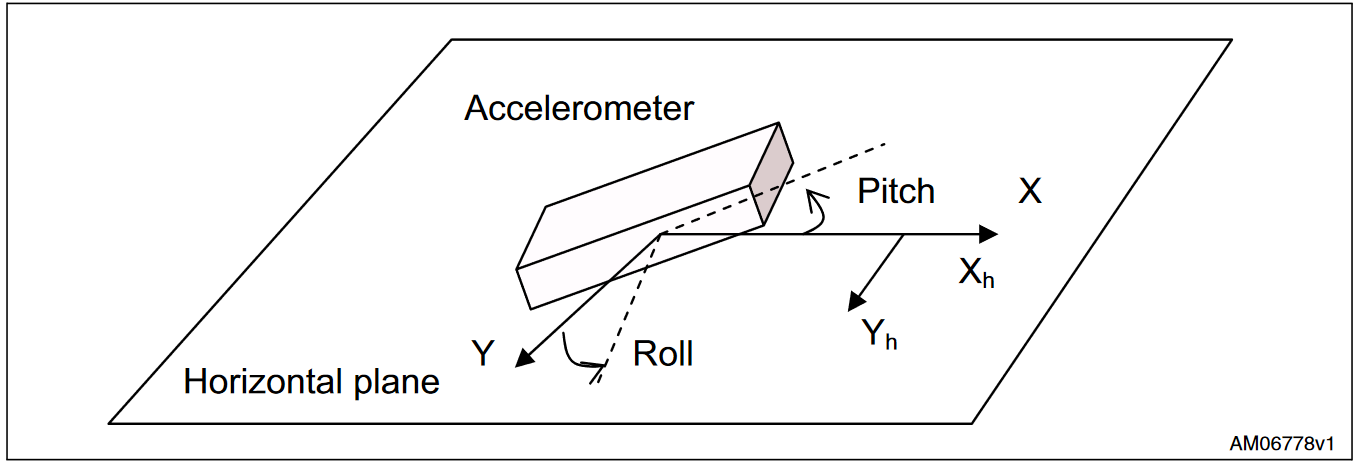 Accelerometer
Pitch
X
Xh
Yh
Y
Roll
Horizontal plane
AM06778v1